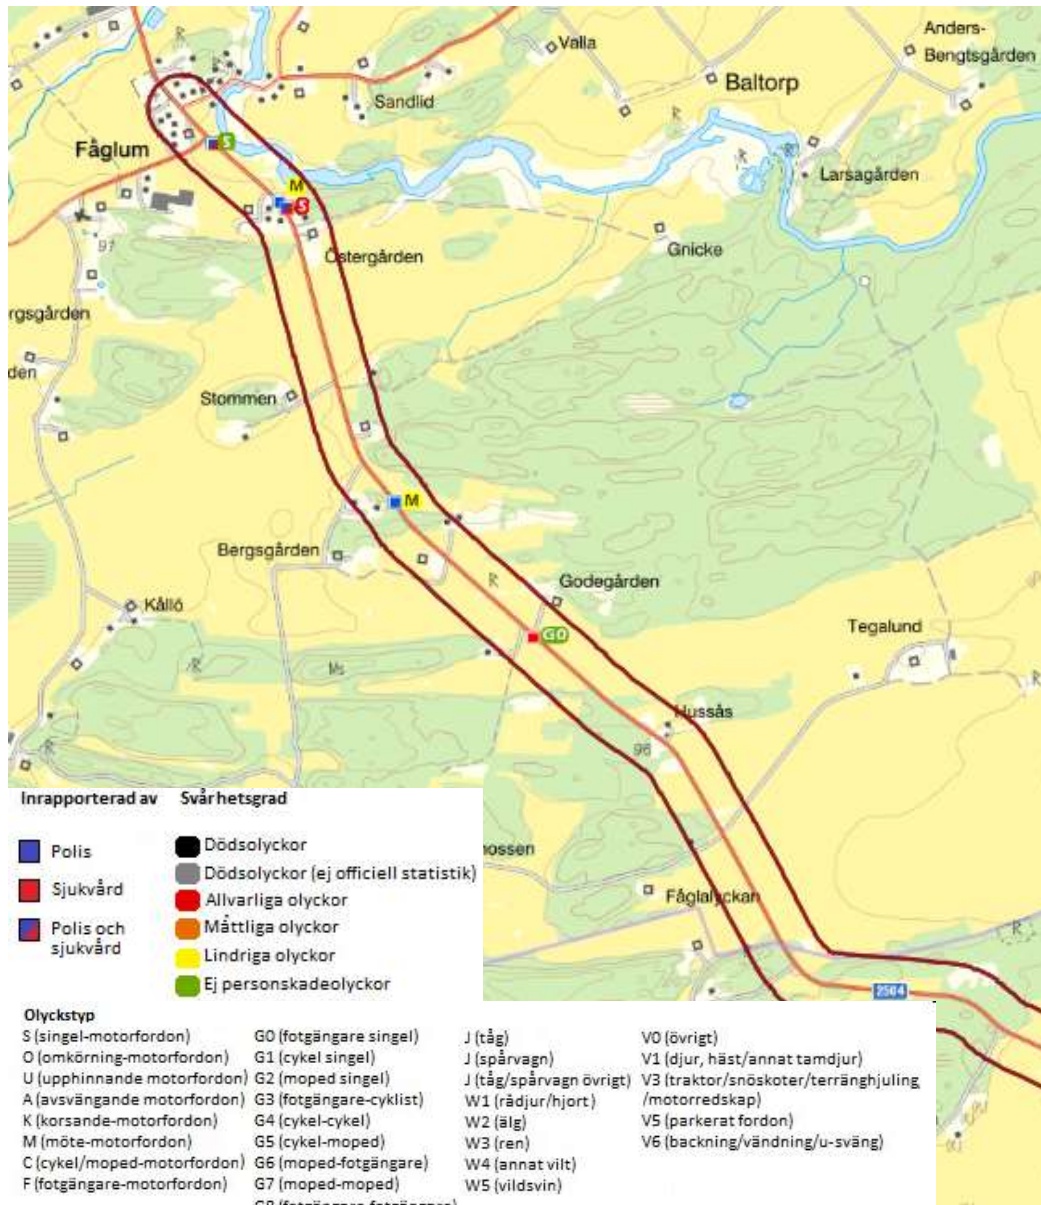 Anders-
Bengtsgården
Valla
Baltorp
Sandlid
Fåglum
S
Larsagården
M
S
Östergården
Gnicke
91
rgsgården
den
Stommen
M
Bergsgården
R
Godegården
Kållö
G0
Tegalund
R
Ms
R
Hussås
96
Inrapporterad av
Svårhetsgrad
Polis
Sjukvård
Polis och
sjukvård
Dödsolyckor
Dödsolyckor (ej officiell statistik)
Allvarliga olyckor
Måttliga olyckor
Lindriga olyckor
Ej personskadeolyckor
mossen
Fåglalyckan
R
2504
Olyckstyp
S (singel-motorfordon)
O (omkörning-motorfordon)
U (upphinnande motorfordon)
A (avsvängande motorfordon)
K (korsande-motorfordon)
M (möte-motorfordon)
C (cykel/moped-motorfordon)
F (fotgängare-motorfordon)
G0 (fotgängare singel)
G1 (cykel singel)
G2 (moped singel)
G3 (fotgängare-cyklist)
G4 (cykel-cykel)
G5 (cykel-moped)
G6 (moped-fotgängare)
G7 (moped-moped)
G8 (fotgängare-fotgängare)
J (tåg)
J (spårvagn)
J (tåg/spårvagn övrigt)
W1 (rådjur/hjort)
W2 (älg)
W3 (ren)
W4 (annat vilt)
W5 (vildsvin)
V0 (övrigt)
V1 (djur, häst/annat tamdjur)
V3 (traktor/snöskoter/terränghjuling
/motorredskap)
V5 (parkerat fordon)
V6 (backning/vändning/u-sväng)